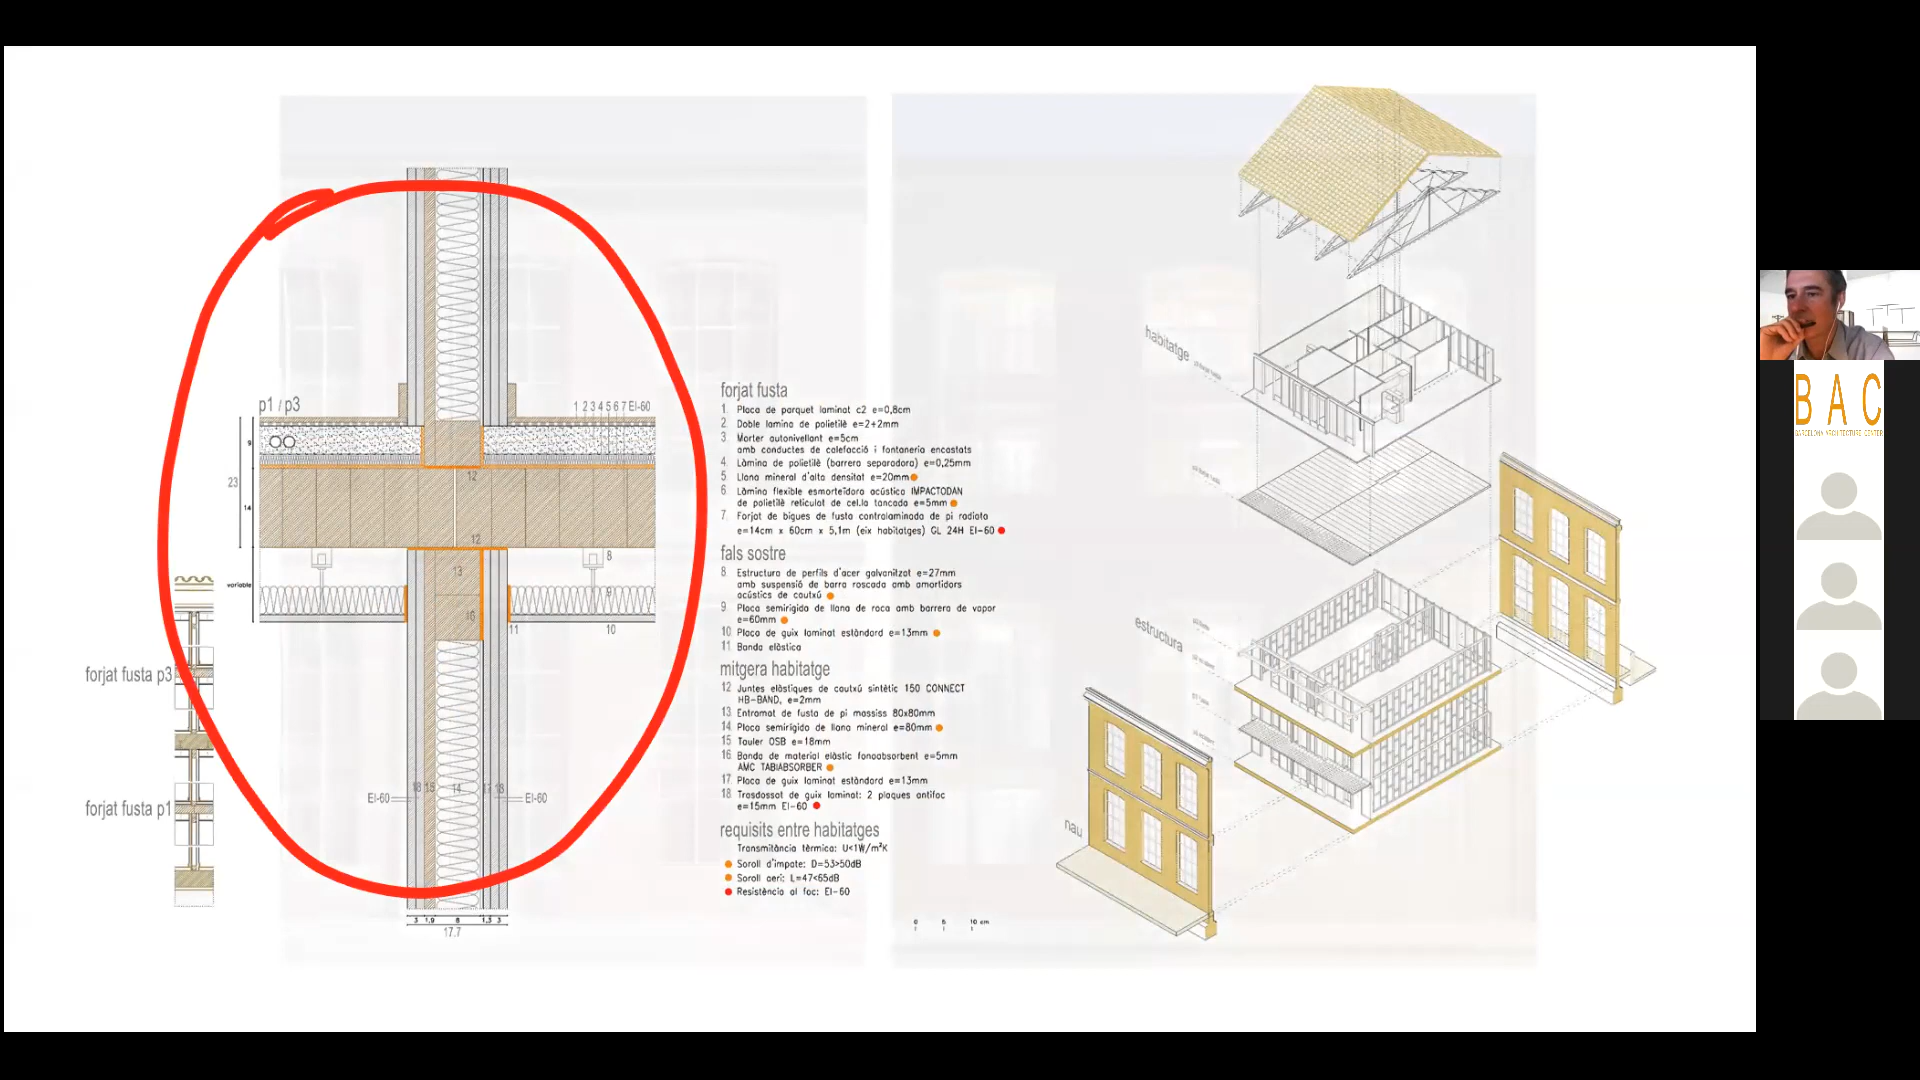 p1 / p3
1 2 3 4 5 6 7 EI-60
9
23
14
12
12
8
13
variable
9
16
11
10
forjat fusta p3
forjat fusta p1
EI-60
18 15 14 17 18
EI-60
3 1,9 8 1,3 3
17.7
forjat fusta
1 Placa de parquet laminat c2 e=0,8cm
2 Doble lamina de polietilè e=2+2mm
3 Morter autonivellant e=5cm
amb conductes de calefacció i fontaneria encastats
4 Làmina de polietilè (barrera separadora) e=0,25mm
5 Llana mineral d'alta densitat e=20mm
6 Làmina flexible esmorteïdora acústica IMPACTODAN
de polietilè reticulat de cel.la tancada e=5mm
7 Forjat de bigues de fusta contralaminada de pi radiata
e=14cm x 60cm x 5,1m (eix habitatges) GL 24H EI-60
fals sostre
8 Estructura de perfils d'acer galvanitzat e=27mm
amb suspensió de barra roscada amb amortidors
acústics de cautxú
9 Placa semirígida de llana de roca amb barrera de vapor
e=60mm
10 Placa de guix laminat estàndard e=13mm
11 Banda elàstica
mitgera habitatge
12 Juntes elàstiques de cautxú sintètic 150 CONNECT
HB-BAND, e=2mm
13 Entramat de fusta de pi massiss 80x80mm
14 Placa semirígida de llana mineral e=80mm
15 Tauler OSB e=18mm
16 Banda de material elàstic fonoabsorbent e=5mm
AMC TABIABSORBER
17 Placa de guix laminat estàndard e=13mm
18 Trasdossat de guix laminat: 2 plaques antifoc
e=15mm EI-60
requisits entre habitatges
Transmitància tèrmica: U<1W/m²K
Soroll d'impate: D=53>50dB
Soroll aeri: L=47<65dB
Resistència al foc: EI-60
0 5 10 cm
habitatge
estructura
nau
BAC
BARCELONA ARCHITECTURE CENTER